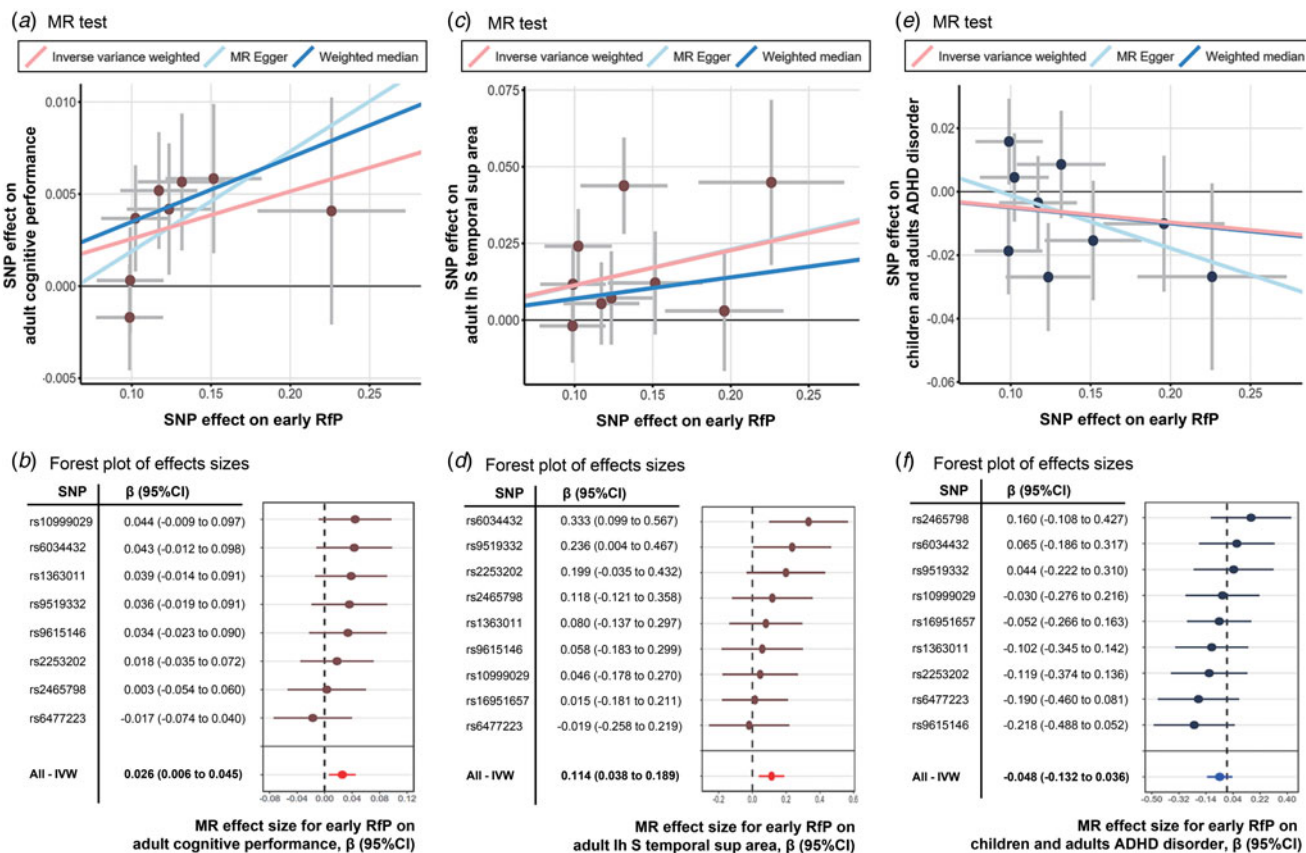 (a) MR test
Inverse variance weighted MR Egger Weighted median
SNP effect on
adult cognitive performance
0.010
0.005
0.000
-0.005
0.10 0.15 0.20 0.25
SNP effect on early RfP
(c) MR test
Inverse variance weighted MR Egger Weighted median
SNP effect on
adult lh S temporal sup area
0.075
0.050
0.025
0.000
0.10 0.15 0.20 0.25
SNP effect on early RfP
(e) MR test
Inverse variance weighted MR Egger Weighted median
SNP effect on
children and adults ADHD disorder
0.02
0.00
-0.02
-0.04
-0.06
0.10 0.15 0.20 0.25
SNP effect on early RfP
(b) Forest plot of effects sizes
SNP β (95%CI)
rs10999029 0.044 (-0.009 to 0.097)
rs6034432 0.043 (-0.012 to 0.098)
rs1363011 0.039 (-0.014 to 0.091)
rs9519332 0.036 (-0.019 to 0.091)
rs9615146 0.034 (-0.023 to 0.090)
rs2253202 0.018 (-0.035 to 0.072)
rs2465798 0.003 (-0.054 to 0.060)
rs6477223 -0.017 (-0.074 to 0.040)
All - IVW 0.026 (0.006 to 0.045)
-0.08 -0.04 0.00 0.04 0.08 0.12
MR effect size for early RfP on
adult cognitive performance, β (95%CI)
(d) Forest plot of effects sizes
SNP β (95%CI)
rs6034432 0.333 (0.099 to 0.567)
rs9519332 0.236 (0.004 to 0.467)
rs2253202 0.199 (-0.035 to 0.432)
rs2465798 0.118 (-0.121 to 0.358)
rs1363011 0.080 (-0.137 to 0.297)
rs9615146 0.058 (-0.183 to 0.299)
rs10999029 0.046 (-0.178 to 0.270)
rs16951657 0.015 (-0.181 to 0.211)
rs6477223 -0.019 (-0.258 to 0.219)
All - IVW 0.114 (0.038 to 0.189)
-0.2 0 0.2 0.4 0.6
MR effect size for early RfP on
adult lh S temporal sup area, β (95%CI)
(f) Forest plot of effects sizes
SNP β (95%CI)
rs2465798 0.160 (-0.108 to 0.427)
rs6034432 0.065 (-0.186 to 0.317)
rs9519332 0.044 (-0.222 to 0.310)
rs10999029 -0.030 (-0.276 to 0.216)
rs16951657 -0.052 (-0.266 to 0.163)
rs1363011 -0.102 (-0.345 to 0.142)
rs2253202 -0.119 (-0.374 to 0.136)
rs6477223 -0.190 (-0.460 to 0.081)
rs9615146 -0.218 (-0.488 to 0.052)
All - IVW -0.048 (-0.132 to 0.036)
-0.50 -0.32 -0.14 0.04 0.22 0.40
MR effect size for early RfP on
children and adults ADHD disorder, β (95%CI)